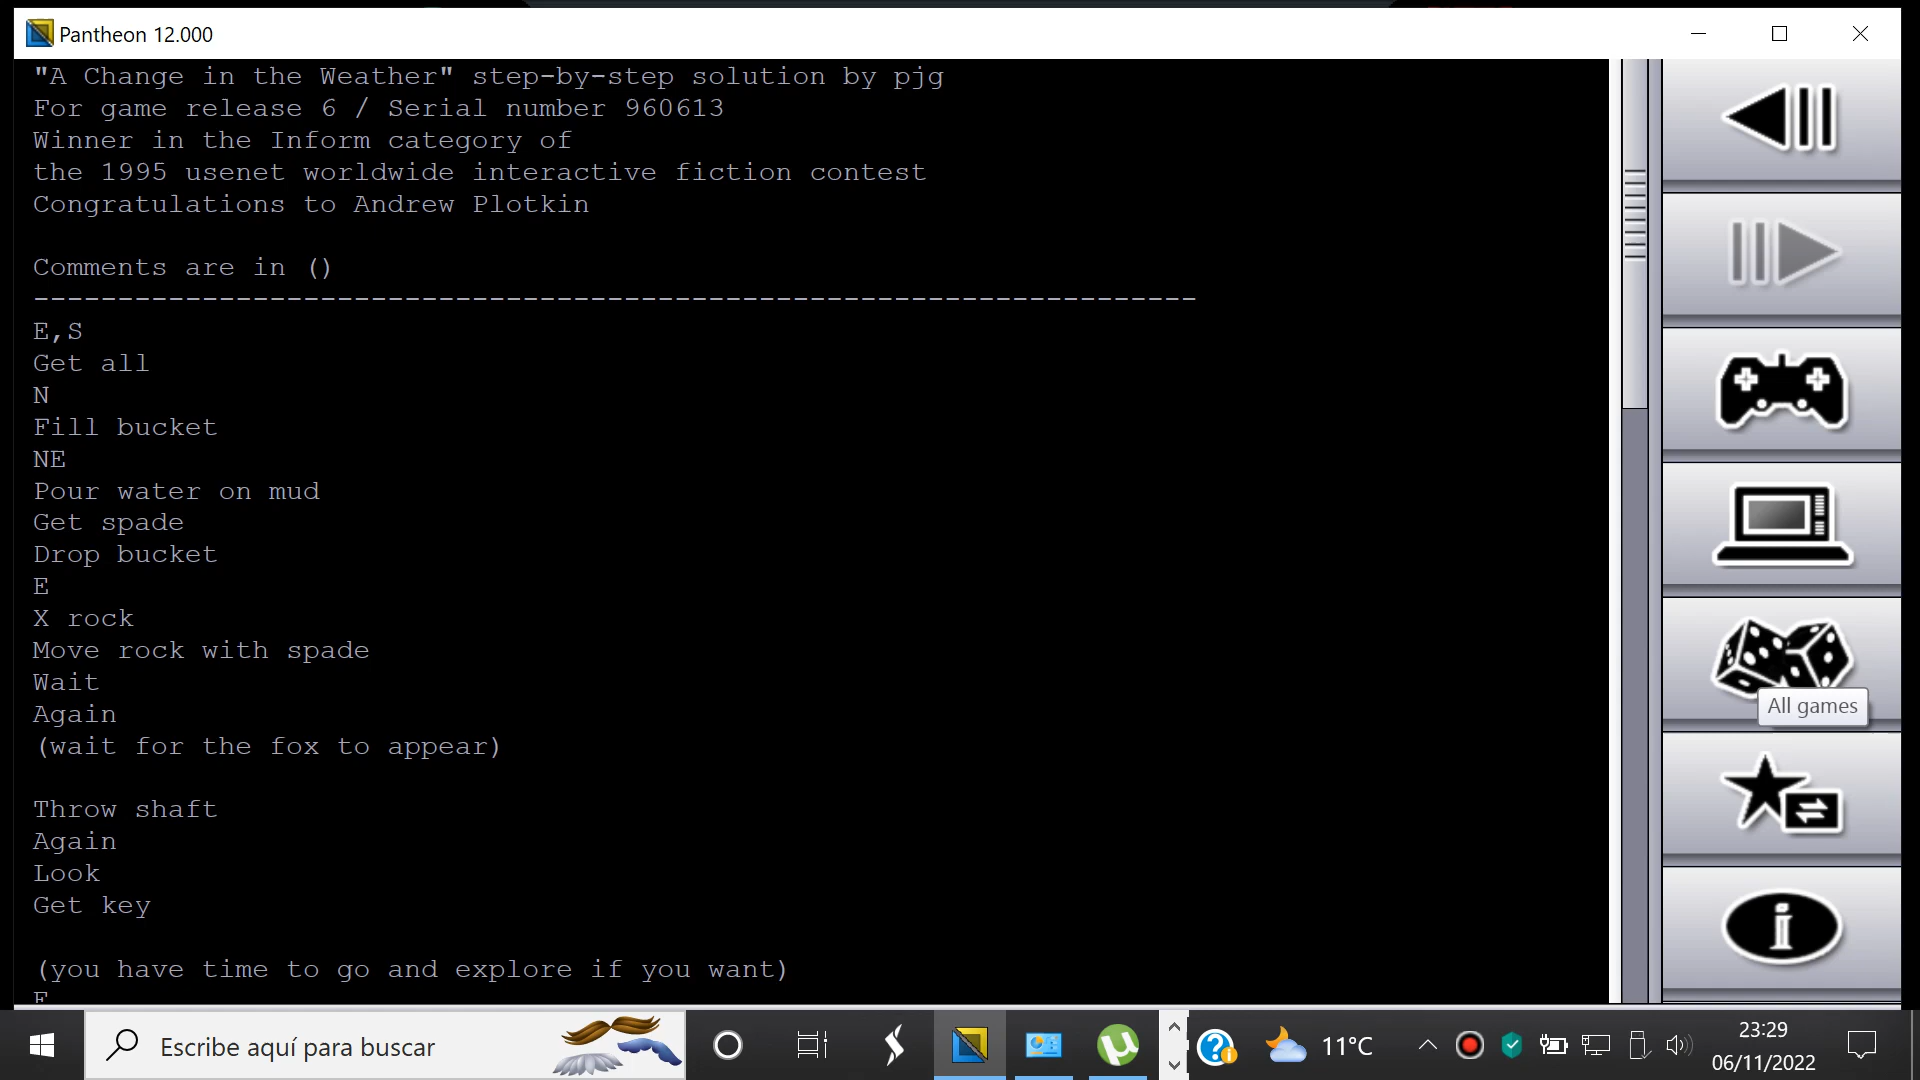 Pantheon 12.000
"A Change in the Weather" step-by-step solution by pjg
For game release 6 / Serial number 960613
Winner in the Inform category of
the 1995 usenet worldwide interactive fiction contest
Congratulations to Andrew Plotkin
Comments are in ()
---------------------------------------------------------------------
E,S
Get all
N
Fill bucket
NE
Pour water on mud
Get spade
Drop bucket
E
X rock
Move rock with spade
Wait
Again
(wait for the fox to appear)
Throw shaft
Again
Look
Get key
(you have time to go and explore if you want)
All games
Escribe aquí para buscar
11°C
23:29
06/11/2022